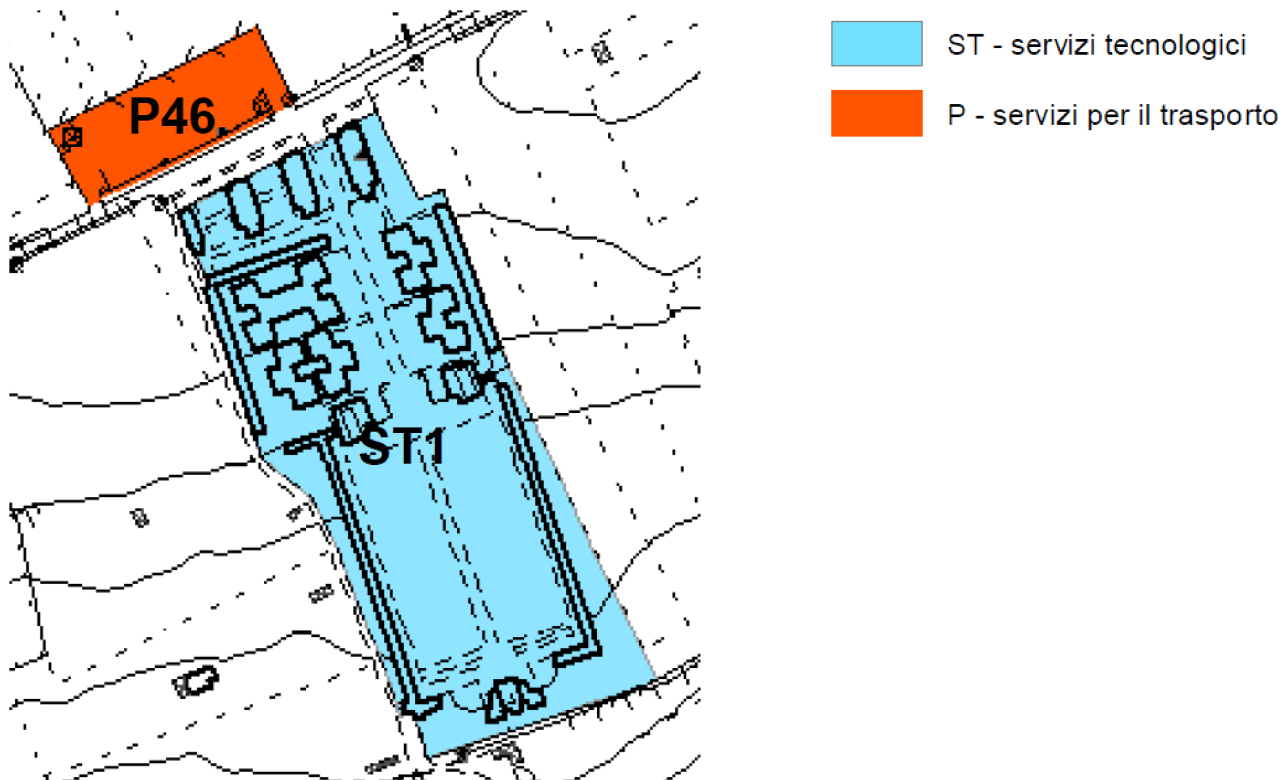 ST - servizi tecnologici
P - servizi per il trasporto
P46.
ST1